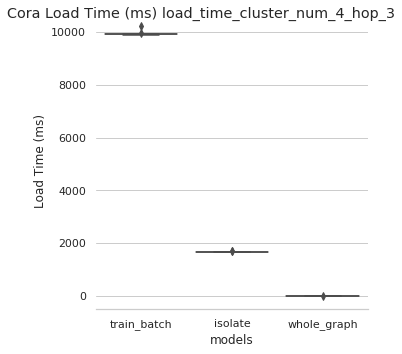 Cora Load Time (ms) load_time_cluster_num_4_hop_3
10000
8000
6000
4000
2000
0
Load Time (ms)
train_batch isolate whole_graph
models